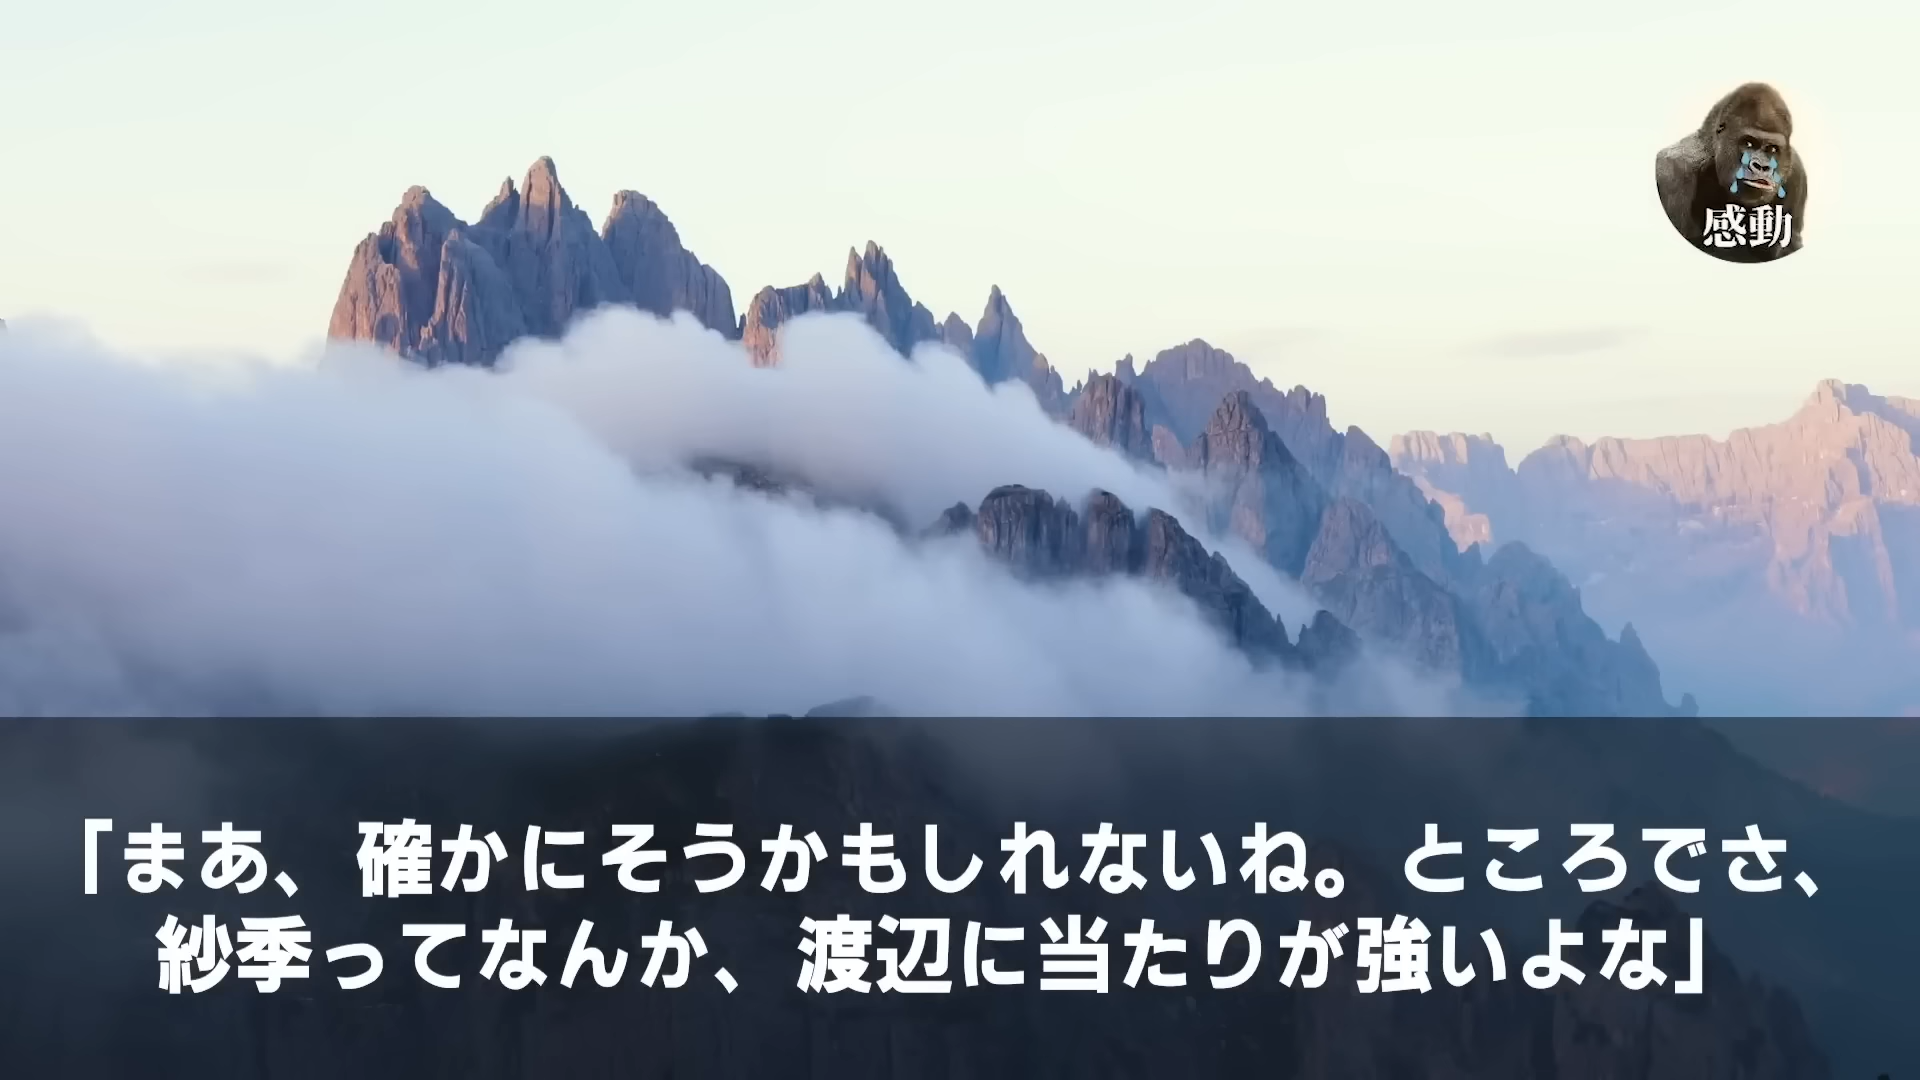 感動
「まあ、確かにそうかもしれないね。ところでさ、
紗季ってなんか、渡辺に当たりが強いよな」